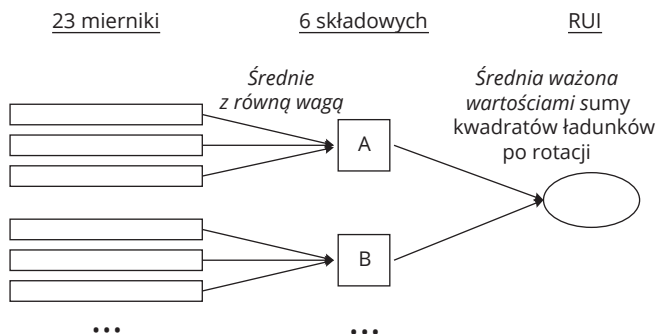 23 mierniki
6 składowych
RUI
Średnie
z równą wagą
Średnia ważona
wartościami sumy
kwadratów ładunków
po rotacji
A
B
...
...